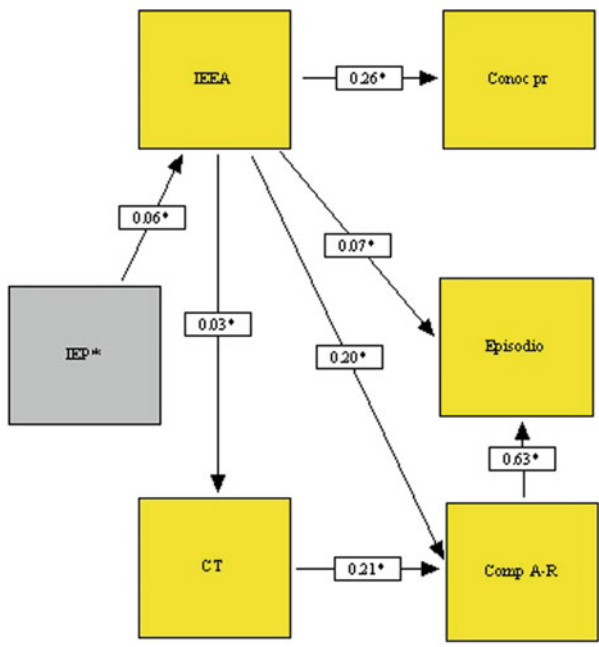 IEEA
0.26*
Conoc pr
0.06*
0.07*
IEP*
0.03*
0.20*
Episodio
0.63*
CT
0.21*
Comp A-R